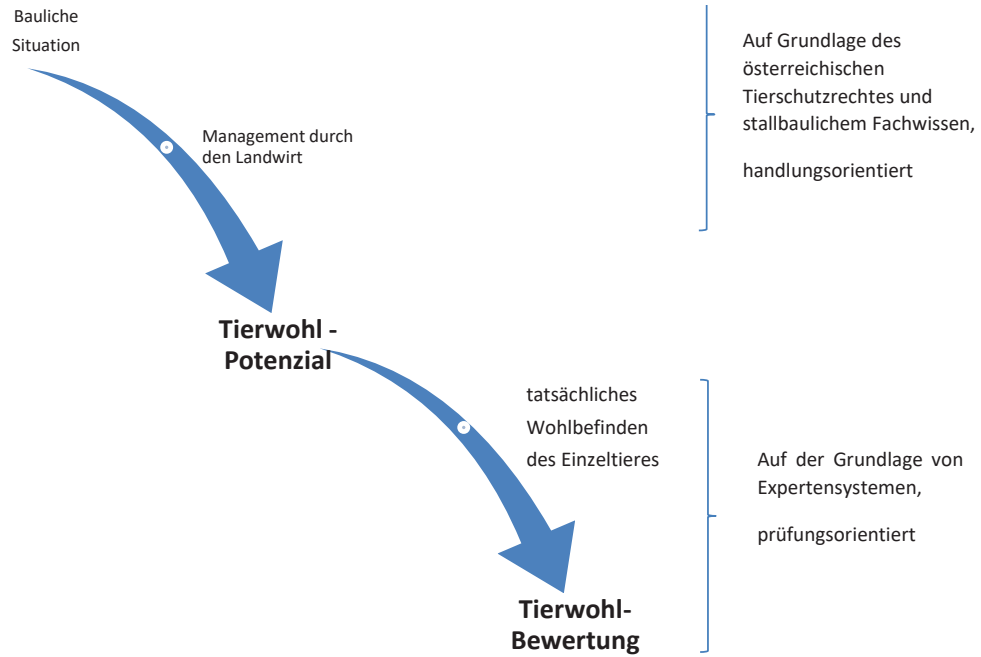 Bauliche
Situation
Management durch
den Landwirt
Auf Grundlage des
österreichischen
Tierschutzrechtes und
stallbaulichem Fachwissen,
handlungsorientiert
Tierwohl -
Potenzial
tatsächliches
Wohlbefinden
des Einzeltieres
Auf der Grundlage von
Expertensystemen,
prüfungsorientiert
Tierwohl-
Bewertung